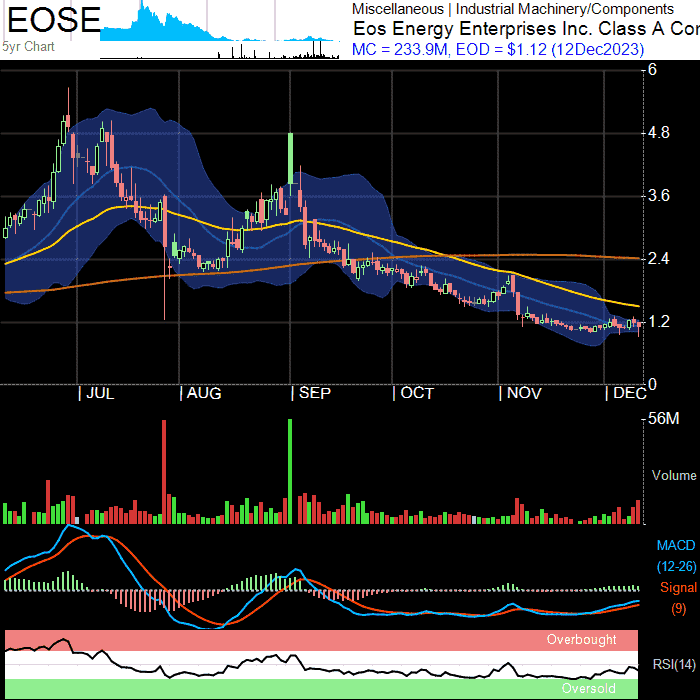 EOSE
5yr Chart
Miscellaneous | Industrial Machinery/Components
Eos Energy Enterprises Inc. Class A Cor
MC = 233.9M, EOD = $1.12 (12Dec2023)
6
4.8
3.6
2.4
1.2
0
| JUL | AUG | SEP | OCT | NOV | DEC
56M
Volume
MACD
(12-26)
Signal
(9)
Overbought
RSI(14)
Oversold